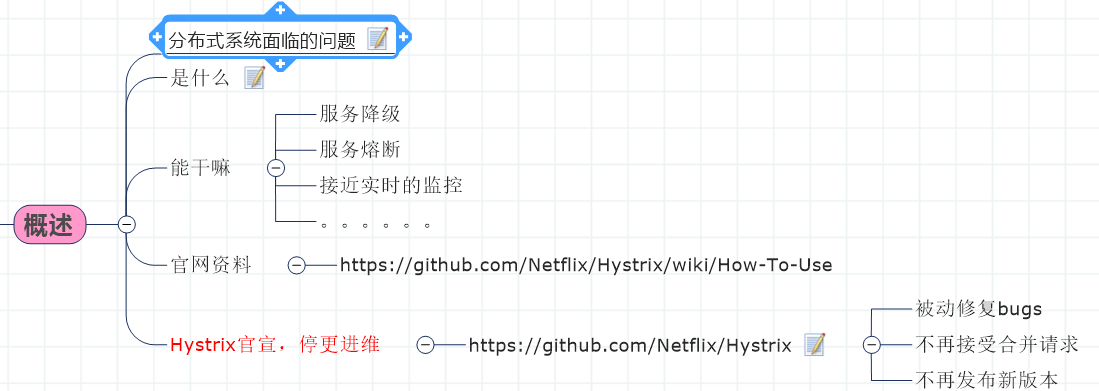 分布式系统面临的问题
是什么
服务降级
服务熔断
能干嘛
接近实时的监控
。。。。。。
概述
官网资料
https://github.com/Netflix/Hystrix/wiki/How-To-Use
被动修复bugs
Hystrix官宣，停更进维
https://github.com/Netflix/Hystrix
不再接受合并请求
不再发布新版本